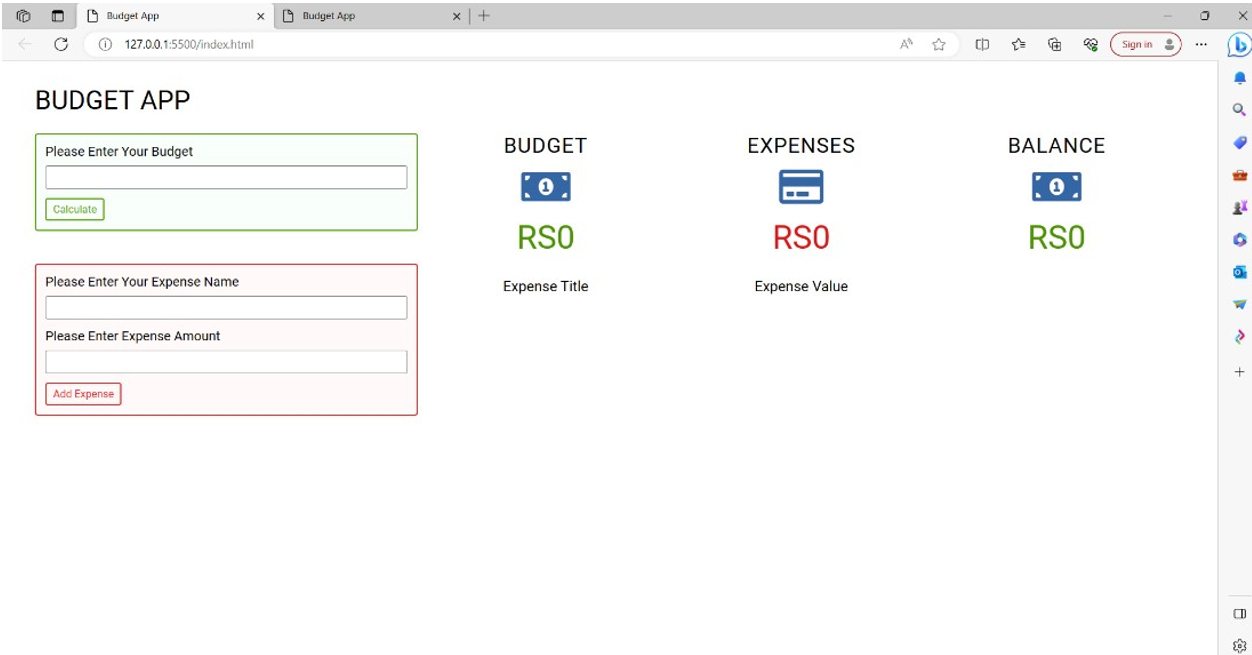 Budget App
Budget App
127.0.0.1:5500/index.html
Sign in
BUDGET APP
Please Enter Your Budget
Calculate
Please Enter Your Expense Name
Please Enter Expense Amount
Add Expense
BUDGET
EXPENSES
BALANCE
1
1
RS0
RS0
RS0
Expense Title
Expense Value